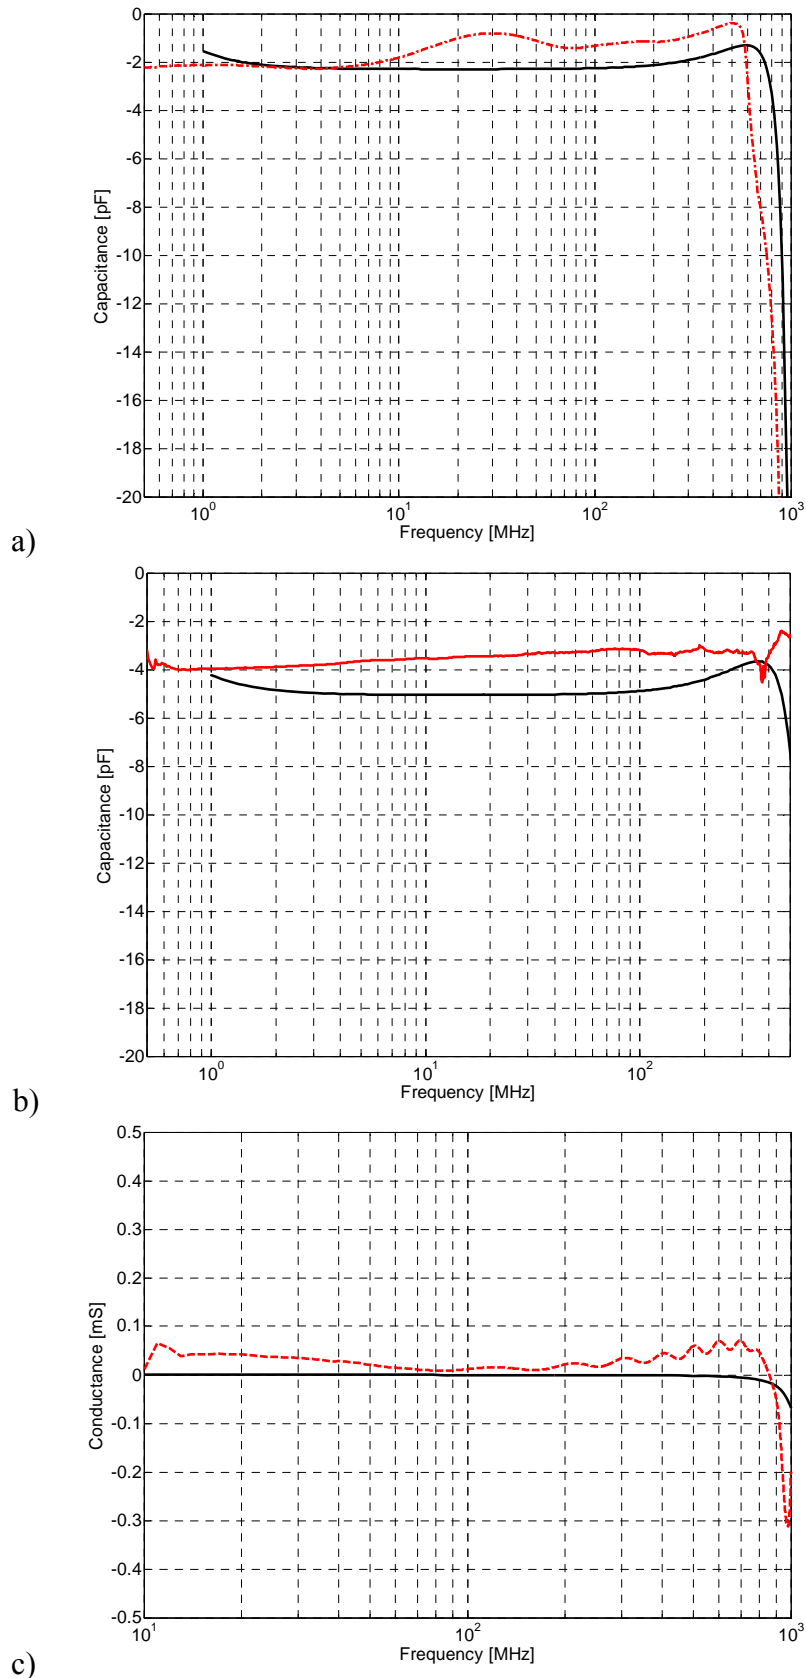 0
-2
-4
-6
-8
-10
-12
-14
-16
-18
-20
Capacitance [pF]
10^0 10^1 10^2 10^3
Frequency [MHz]
a)
0
-2
-4
-6
-8
-10
-12
-14
-16
-18
-20
Capacitance [pF]
10^0 10^1 10^2
Frequency [MHz]
b)
0.5
0.4
0.3
0.2
0.1
0
-0.1
-0.2
-0.3
-0.4
-0.5
Conductance [mS]
10^1 10^2 10^3
Frequency [MHz]
c)